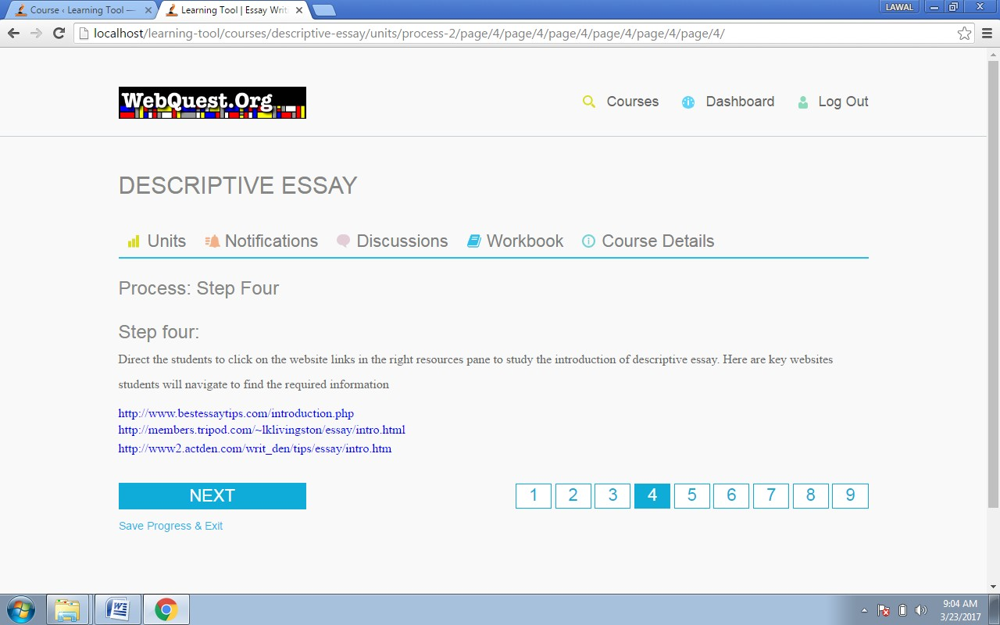 Course ‹ Learning Tool —
Learning Tool | Essay Writ
LAWAL
localhost/learning-tool/courses/descriptive-essay/units/process-2/page/4/page/4/page/4/page/4/page/4/page/4/
WebQuest.Org
Courses
Dashboard
Log Out
DESCRIPTIVE ESSAY
Units
Notifications
Discussions
Workbook
Course Details
Process: Step Four
Step four:
Direct the students to click on the website links in the right resources pane to study the introduction of descriptive essay. Here are key websites
students will navigate to find the required information
http://www.bestessaytips.com/introduction.php
http://members.tripod.com/~lklivingston/essay/intro.html
http://www2.actden.com/writ_den/tips/essay/intro.htm
NEXT
1 2 3 4 5 6 7 8 9
Save Progress & Exit
9:04 AM
3/23/2017